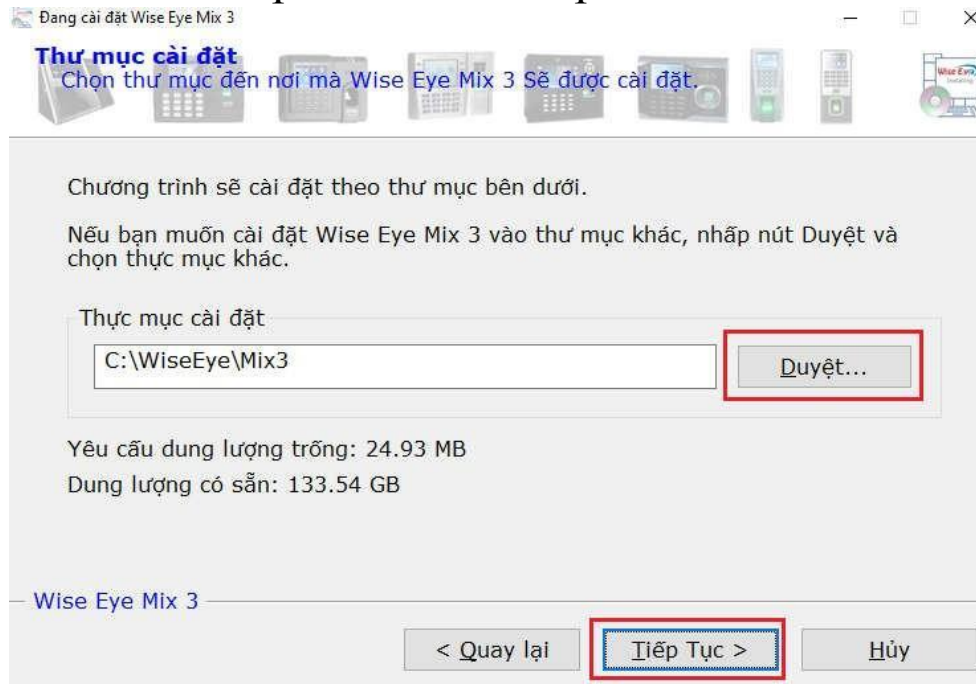 Đang cài đặt Wise Eye Mix 3
Thư mục cài đặt
Chọn thư mục đến nơi mà Wise Eye Mix 3 Sẽ được cài đặt.
Wise Eye
Chương trình sẽ cài đặt theo thư mục bên dưới.
Nếu bạn muốn cài đặt Wise Eye Mix 3 vào thư mục khác, nhấp nút Duyệt và
chọn thực mục khác.
Thực mục cài đặt
C:\WiseEye\Mix3
Duyệt...
Yêu cấu dung lượng trống: 24.93 MB
Dung lượng có sẵn: 133.54 GB
Wise Eye Mix 3
< Quay lại
Tiếp Tục >
Hủy